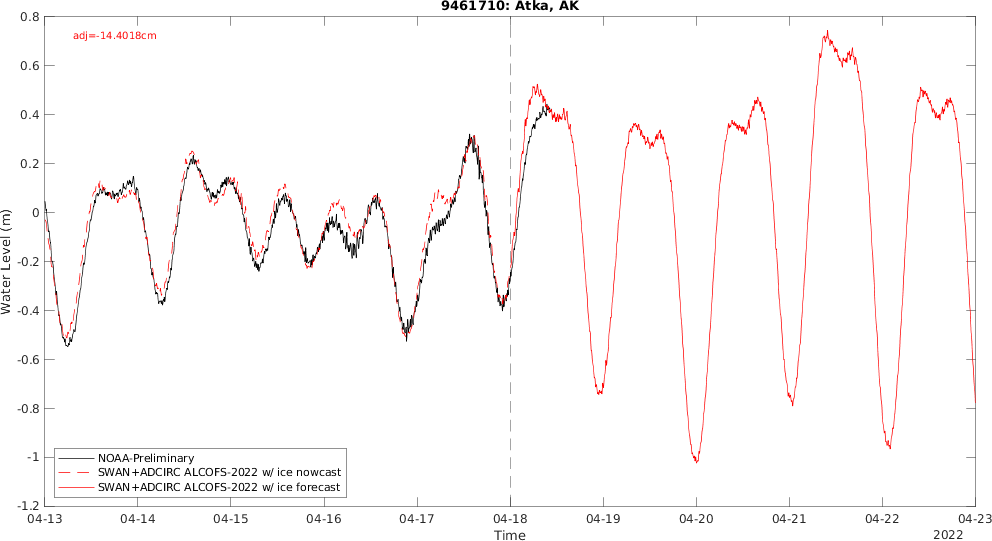 9461710: Atka, AK
adj=-14.4018cm
0.8
0.6
0.4
0.2
0
-0.2
-0.4
-0.6
-0.8
-1
-1.2
Water Level (m)
NOAA-Preliminary
SWAN+ADCIRC ALCOFS-2022 w/ ice nowcast
SWAN+ADCIRC ALCOFS-2022 w/ ice forecast
04-13 04-14 04-15 04-16 04-17 04-18 04-19 04-20 04-21 04-22 04-23
Time
2022